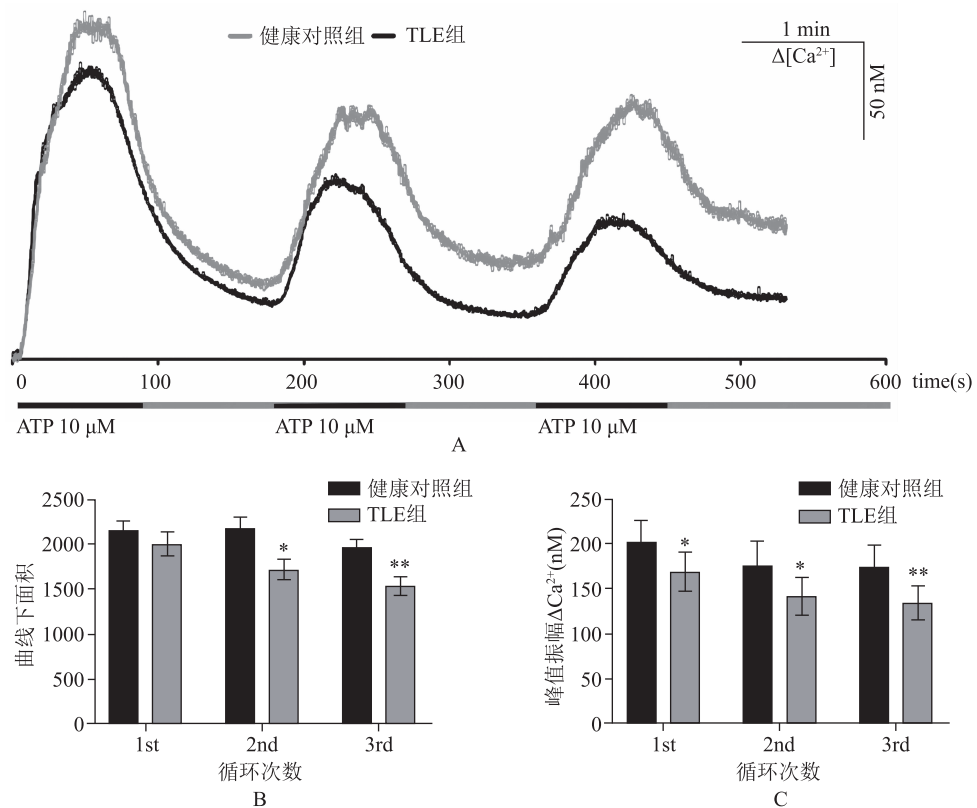 健康对照组 TLE组
1 min
Δ[Ca²⁺]
50 nM
0 100 200 300 400 500 600 time(s)
ATP 10 μM ATP 10 μM ATP 10 μM
A
健康对照组
TLE组
2500
2000
1500
1000
500
0
曲线下面积
*
**
1st 2nd 3rd
循环次数
B
健康对照组
TLE组
250
200
150
100
50
0
峰值振幅ΔCa²⁺(nM)
*
*
**
1st 2nd 3rd
循环次数
C